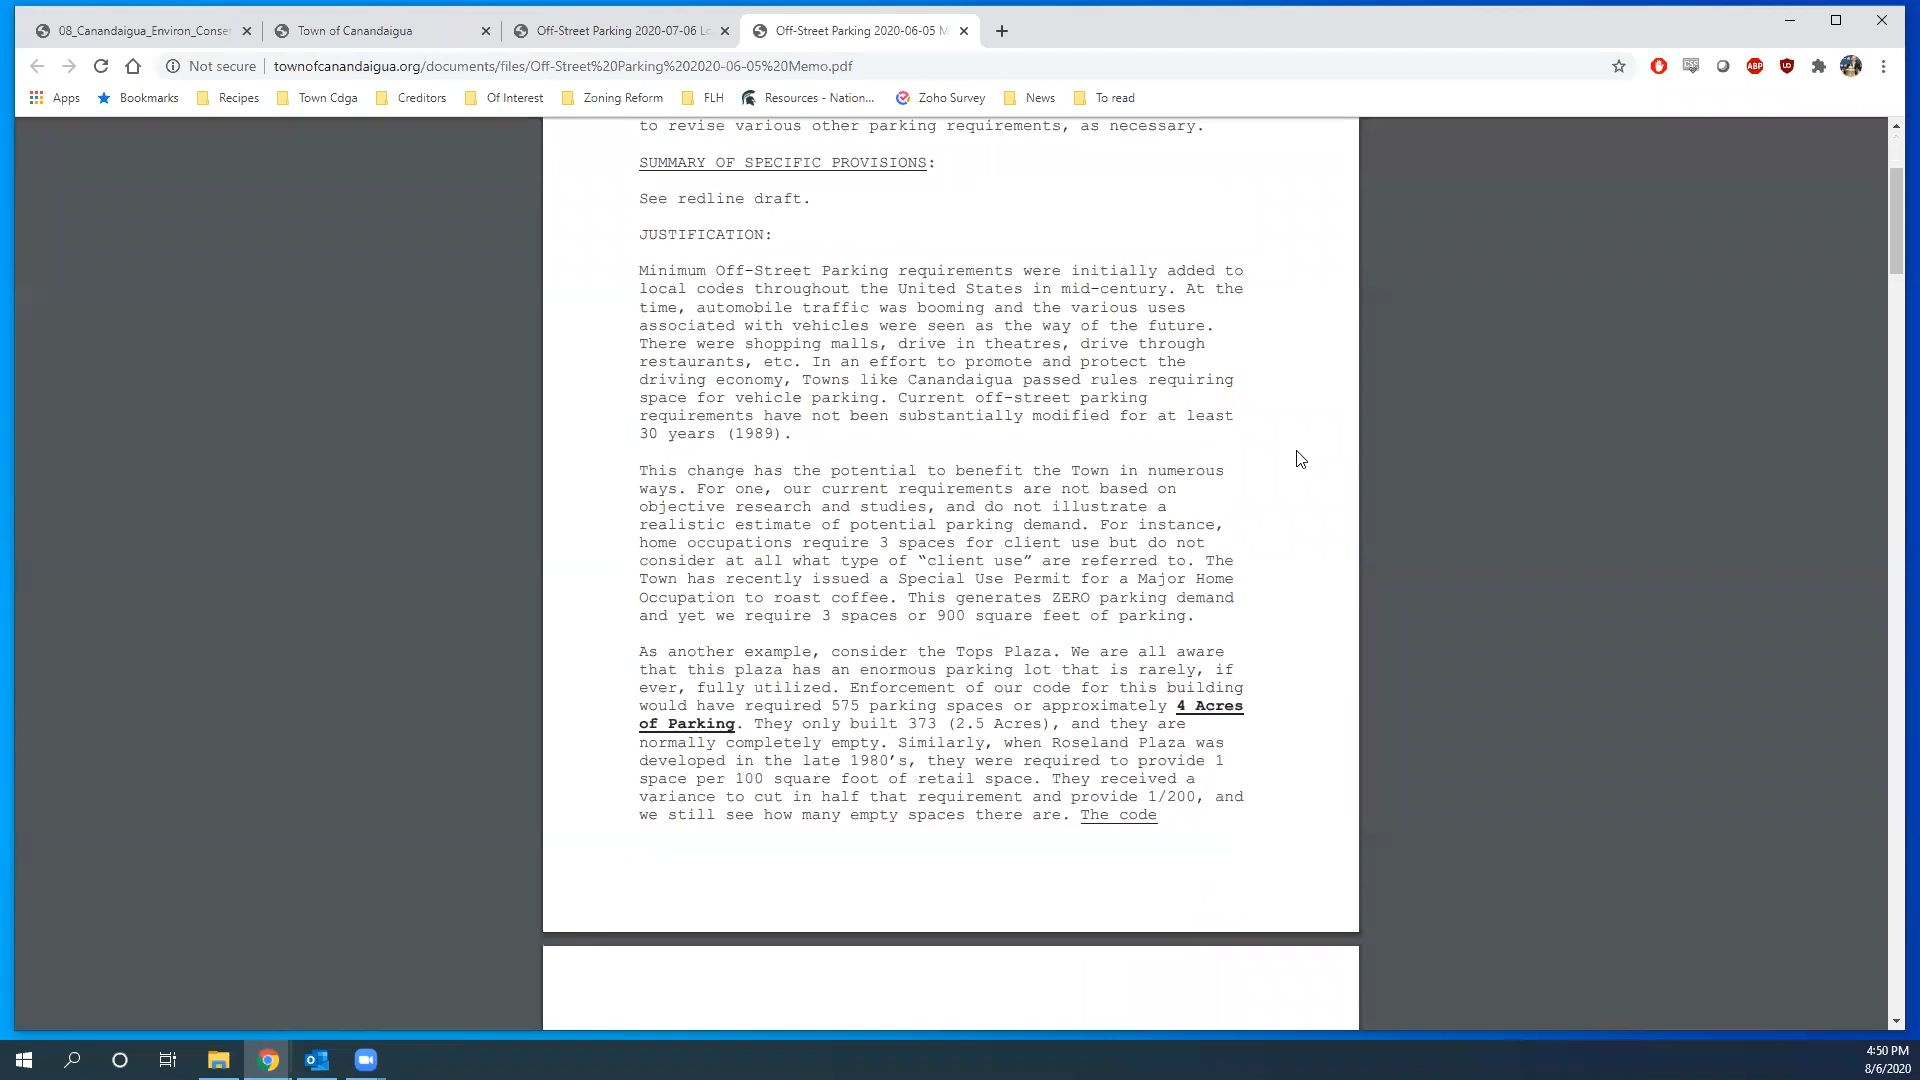 08_Canandaigua_Environ_Conse
Town of Canandaigua
Off-Street Parking 2020-07-06 Lo
Off-Street Parking 2020-06-05 M
Not secure
townofcanandaigua.org/documents/files/Off-Street%20Parking%202020-06-05%20Memo.pdf
Apps
Bookmarks
Recipes
Town Cdga
Creditors
Of Interest
Zoning Reform
FLH
Resources - Nation...
Zoho Survey
News
To read
to revise various other parking requirements, as necessary.
SUMMARY OF SPECIFIC PROVISIONS:
See redline draft.
JUSTIFICATION:
Minimum Off-Street Parking requirements were initially added to
local codes throughout the United States in mid-century. At the
time, automobile traffic was booming and the various uses
associated with vehicles were seen as the way of the future.
There were shopping malls, drive in theatres, drive through
restaurants, etc. In an effort to promote and protect the
driving economy, Towns like Canandaigua passed rules requiring
space for vehicle parking. Current off-street parking
requirements have not been substantially modified for at least
30 years (1989).
This change has the potential to benefit the Town in numerous
ways. For one, our current requirements are not based on
objective research and studies, and do not illustrate a
realistic estimate of potential parking demand. For instance,
home occupations require 3 spaces for client use but do not
consider at all what type of “client use” are referred to. The
Town has recently issued a Special Use Permit for a Major Home
Occupation to roast coffee. This generates ZERO parking demand
and yet we require 3 spaces or 900 square feet of parking.
As another example, consider the Tops Plaza. We are all aware
that this plaza has an enormous parking lot that is rarely, if
ever, fully utilized. Enforcement of our code for this building
would have required 575 parking spaces or approximately 4 Acres
of Parking. They only built 373 (2.5 Acres), and they are
normally completely empty. Similarly, when Roseland Plaza was
developed in the late 1980’s, they were required to provide 1
space per 100 square foot of retail space. They received a
variance to cut in half that requirement and provide 1/200, and
we still see how many empty spaces there are. The code
4:50 PM
8/6/2020